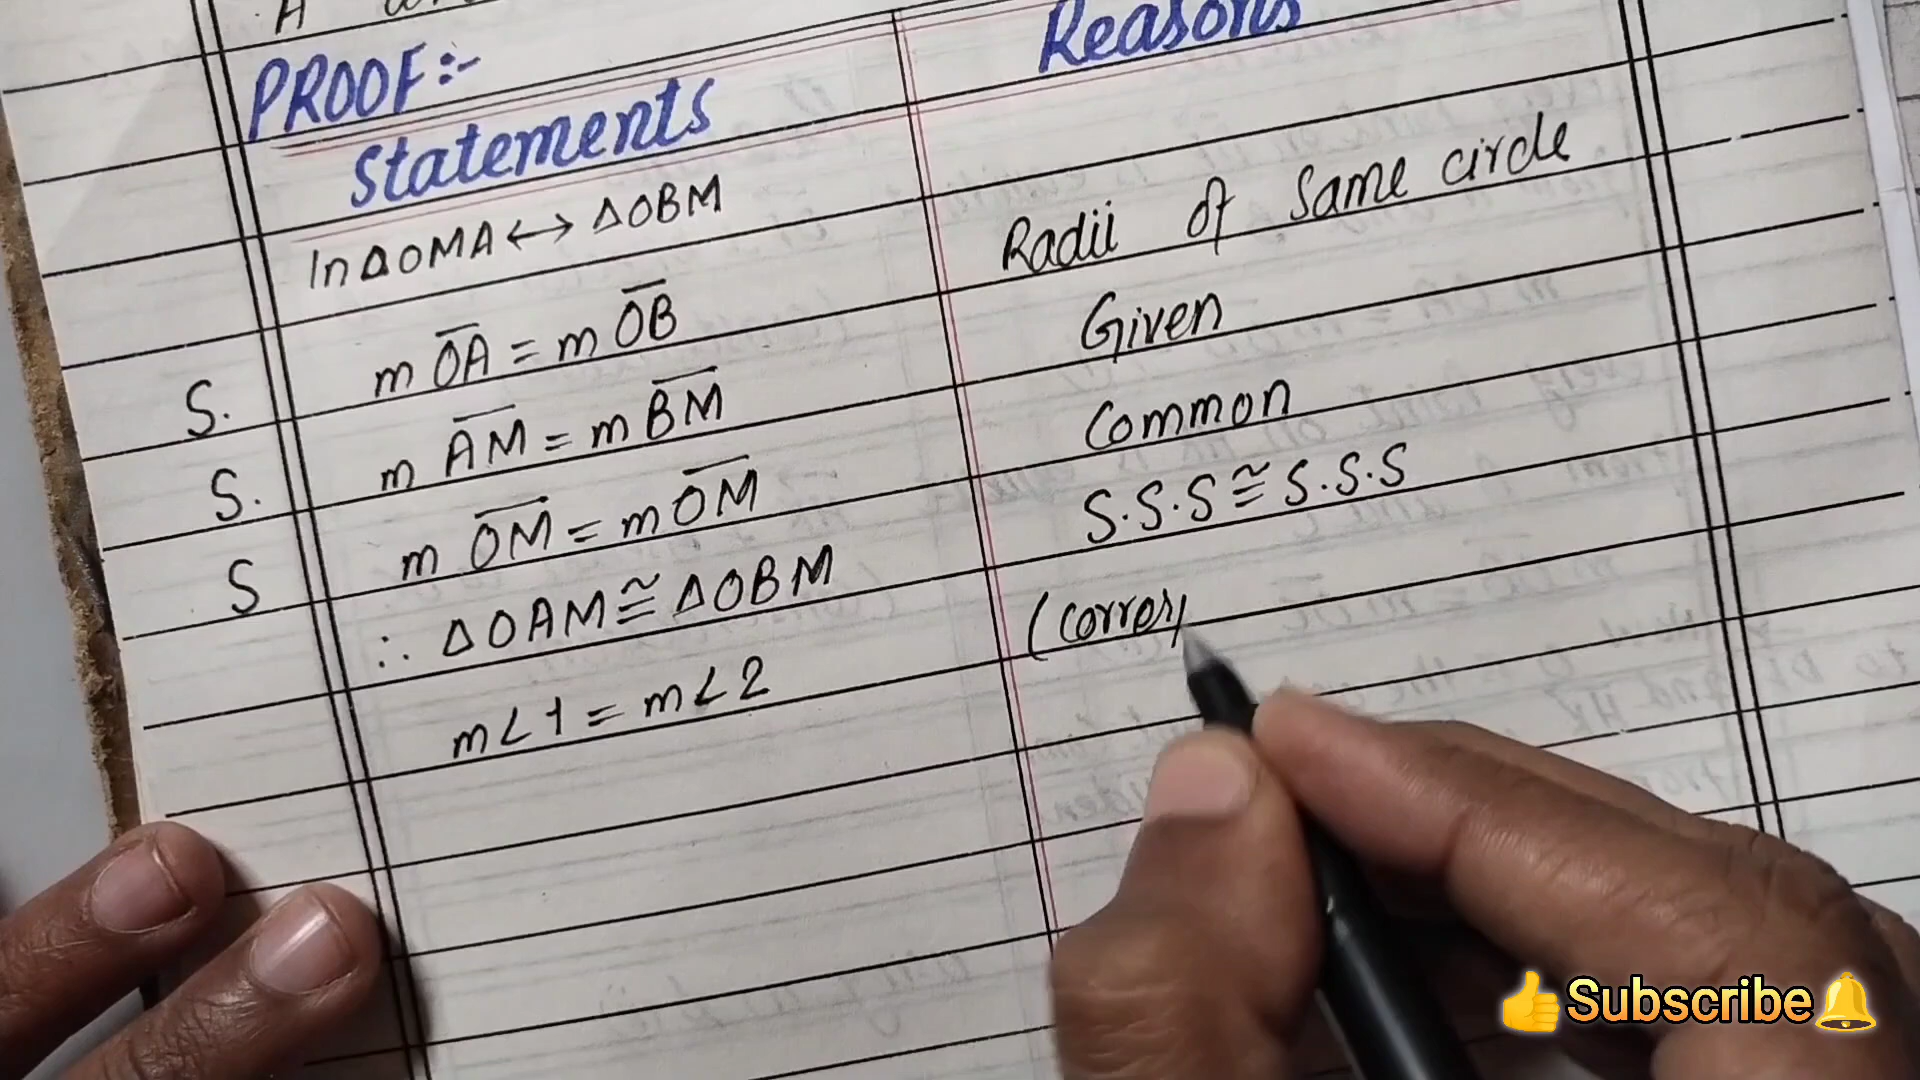 A
PROOF:-
Statements Reasons
In ΔOMA ↔ ΔOBM
S. m OA̅ = m OB̅ Radii of Same circle
S. m AM̅ = m BM̅ Given
S m OM̅ = m OM̅ Common
∴ ΔOAM ≅ ΔOBM S.S.S ≅ S.S.S
m∠1 = m∠2 (Corres
👍Subscribe🔔